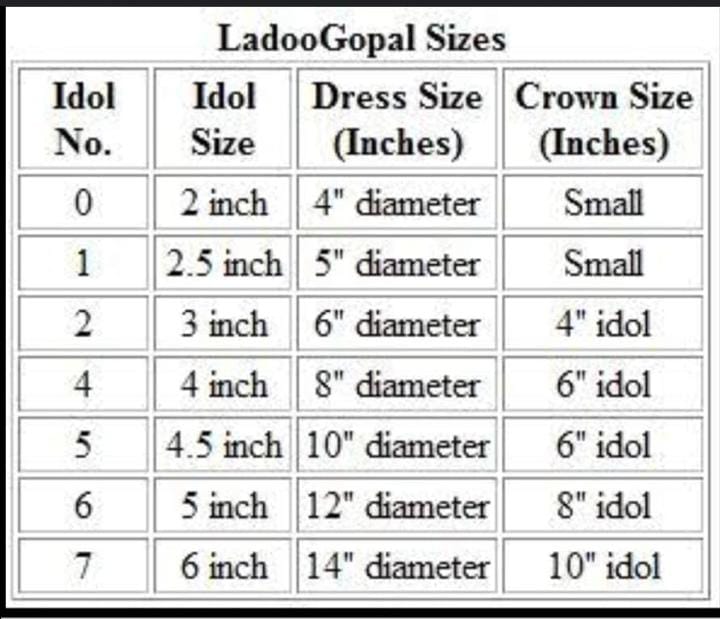 LadooGopal Sizes
Idol No. Idol Size Dress Size (Inches) Crown Size (Inches)
0 2 inch 4" diameter Small
1 2.5 inch 5" diameter Small
2 3 inch 6" diameter 4" idol
4 4 inch 8" diameter 6" idol
5 4.5 inch 10" diameter 6" idol
6 5 inch 12" diameter 8" idol
7 6 inch 14" diameter 10" idol